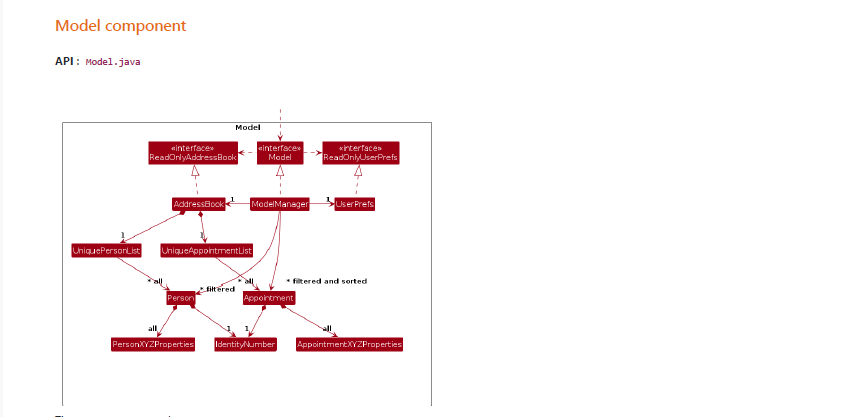 Model component
API : Model.java
Model
«interface»
ReadOnlyAddressBook
«interface»
Model
«interface»
ReadOnlyUserPrefs
AddressBook
1
ModelManager
1
UserPrefs
1
1
UniquePersonList
UniqueAppointmentList
* all
* filtered
* all
* filtered and sorted
Person
Appointment
all
1
1
all
PersonXYZProperties
IdentityNumber
AppointmentXYZProperties